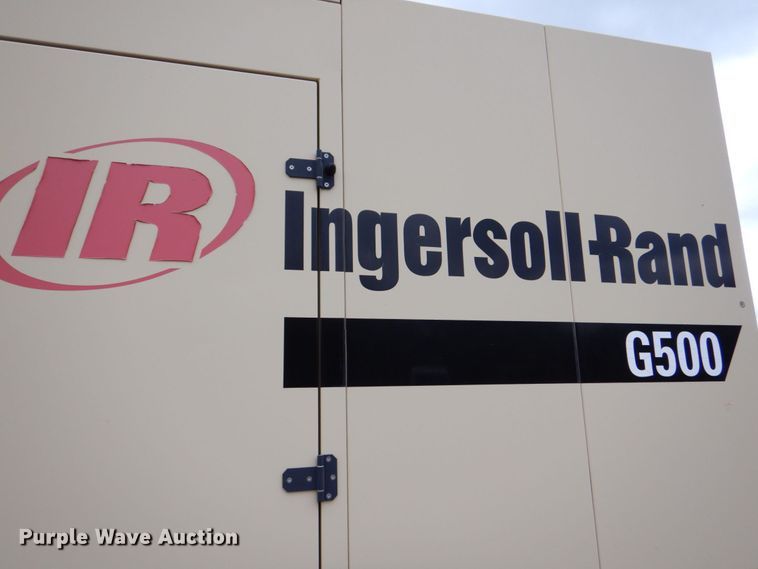 IR
Ingersoll-Rand
®
G500
Purple Wave Auction